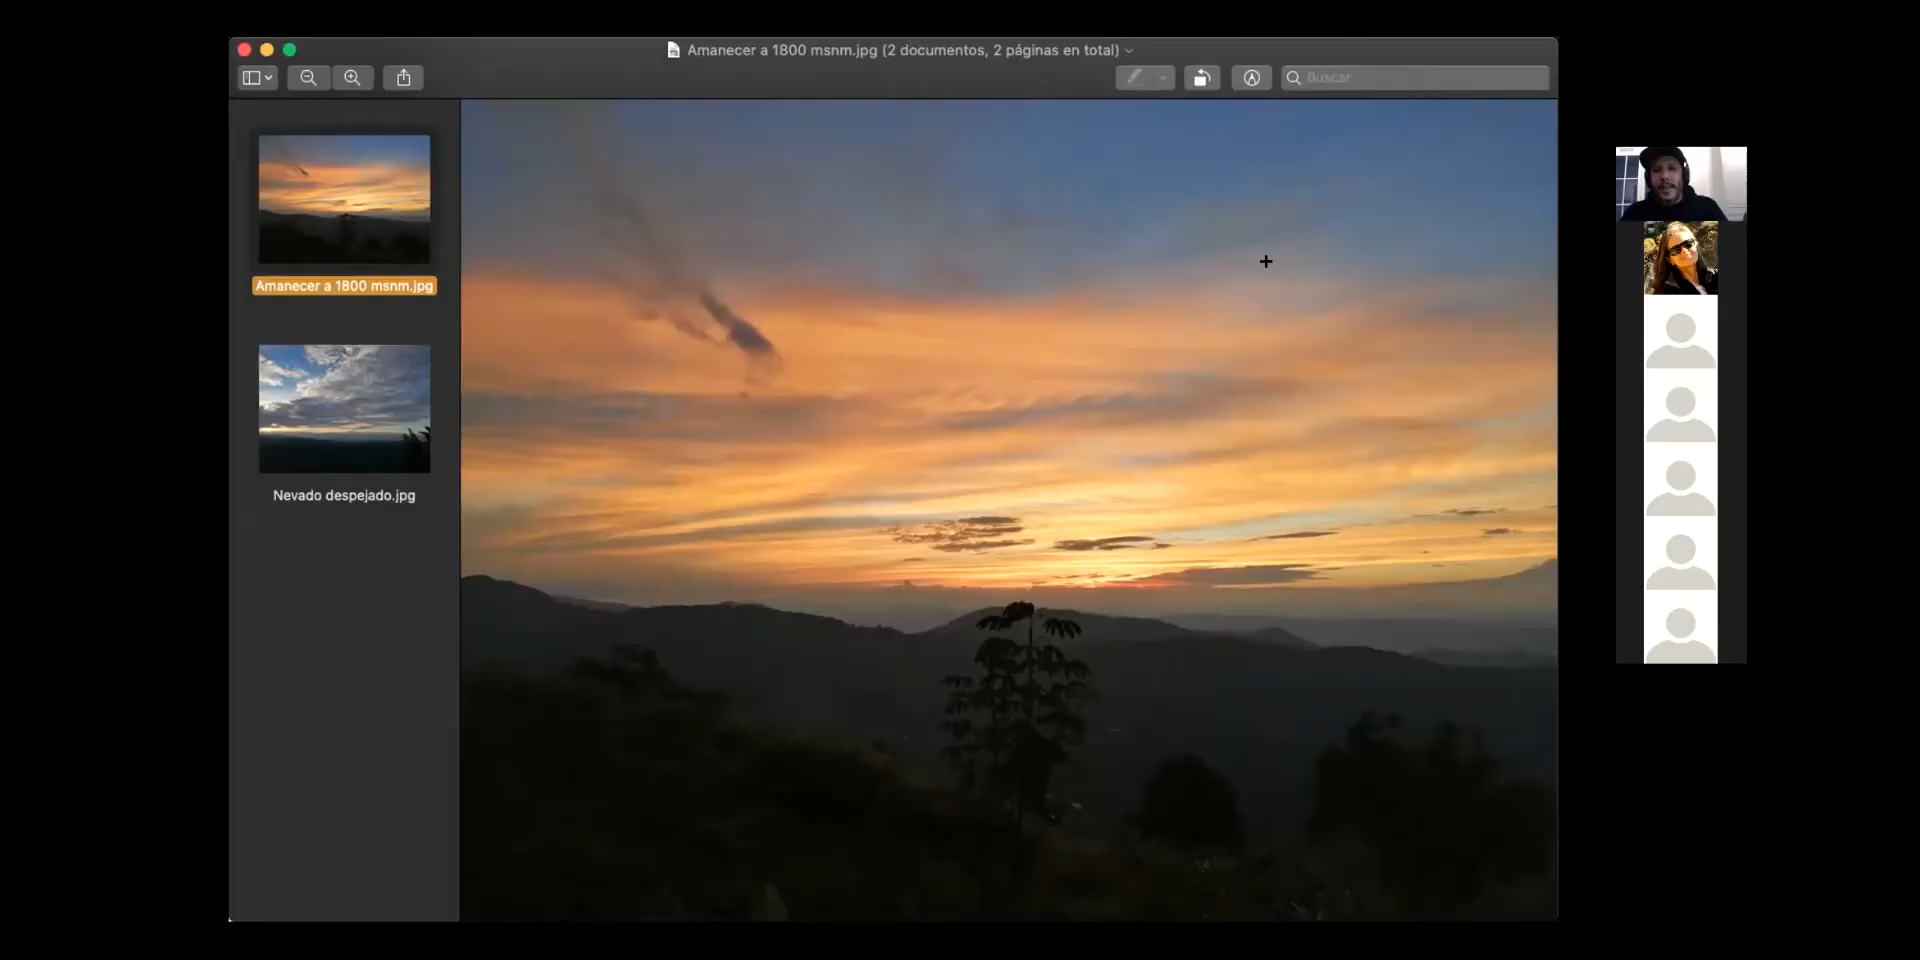 Amanecer a 1800 msnm.jpg (2 documentos, 2 páginas en total)
Buscar
Amanecer a 1800 msnm.jpg
Nevado despejado.jpg